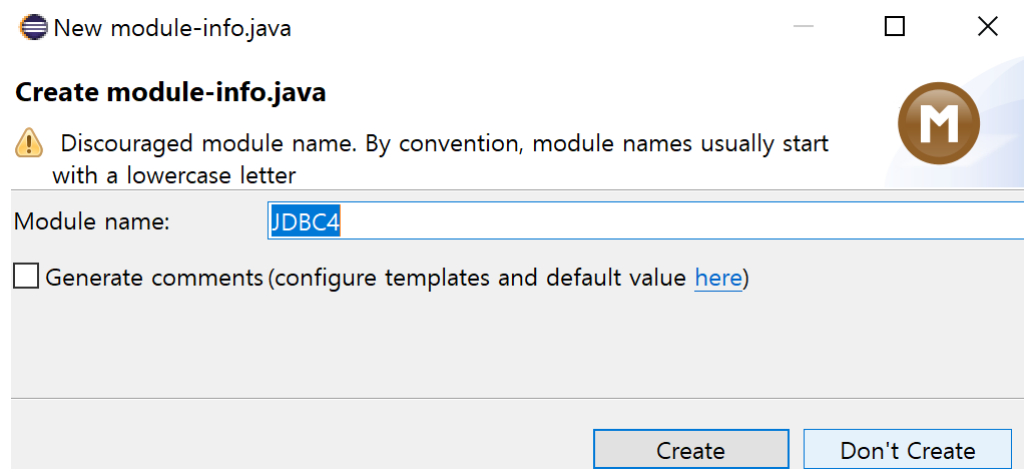 New module-info.java
Create module-info.java
Discouraged module name. By convention, module names usually start
with a lowercase letter
M
Module name:
JDBC4
Generate comments (configure templates and default value here)
Create
Don't Create